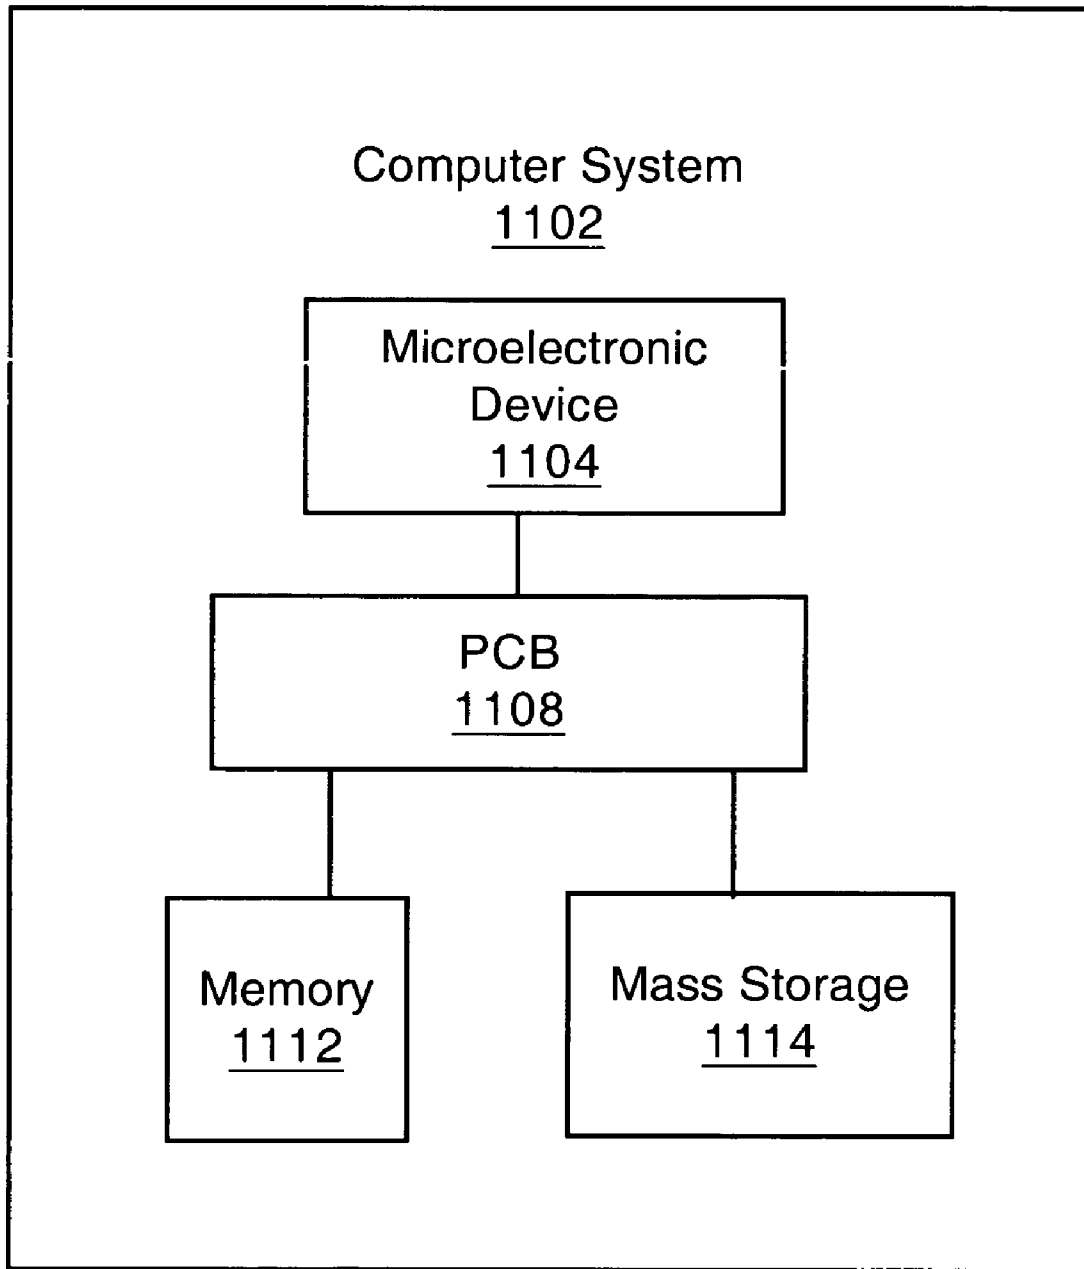 Computer System
1102
Microelectronic
Device
1104
PCB
1108
Memory
1112
Mass Storage
1114